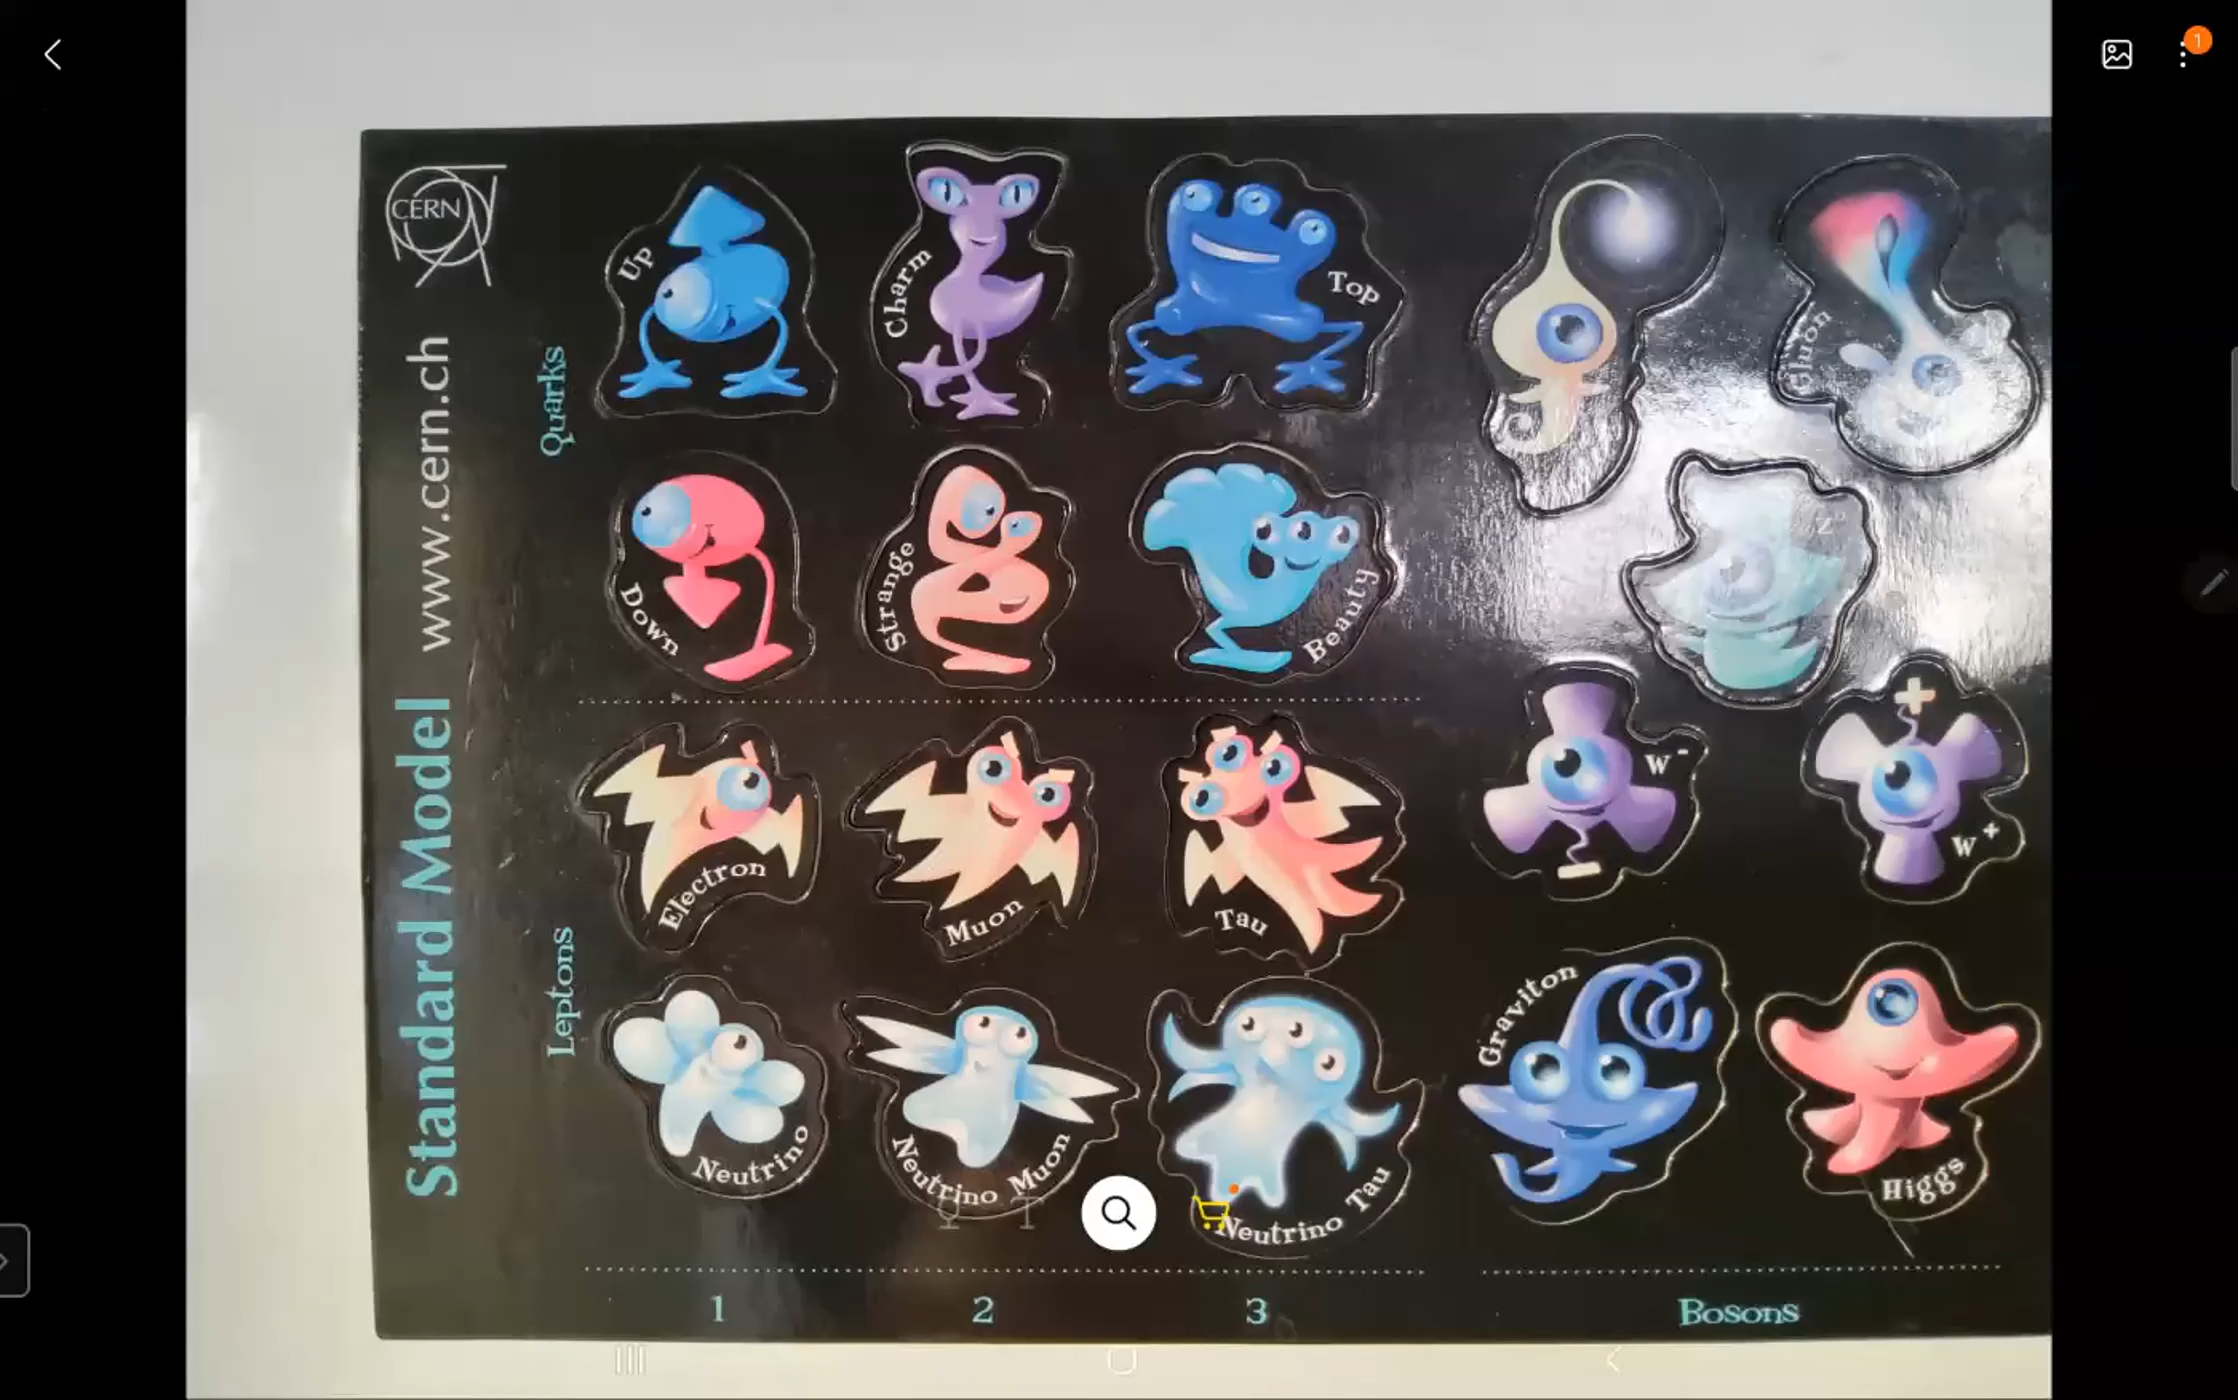 1
CERN
www.cern.ch
Standard Model
Quarks
Up
Charm
Top
Gluon
Down
Strange
Beauty
Z
Leptons
Electron
Muon
Tau
W-
W+
Neutrino
Neutrino Muon
Neutrino Tau
Graviton
Higgs
1
2
3
Bosons